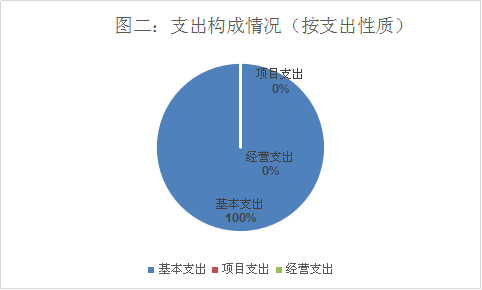 图二：支出构成情况（按支出性质）
项目支出
0%
经营支出
0%
基本支出
100%
基本支出 项目支出 经营支出